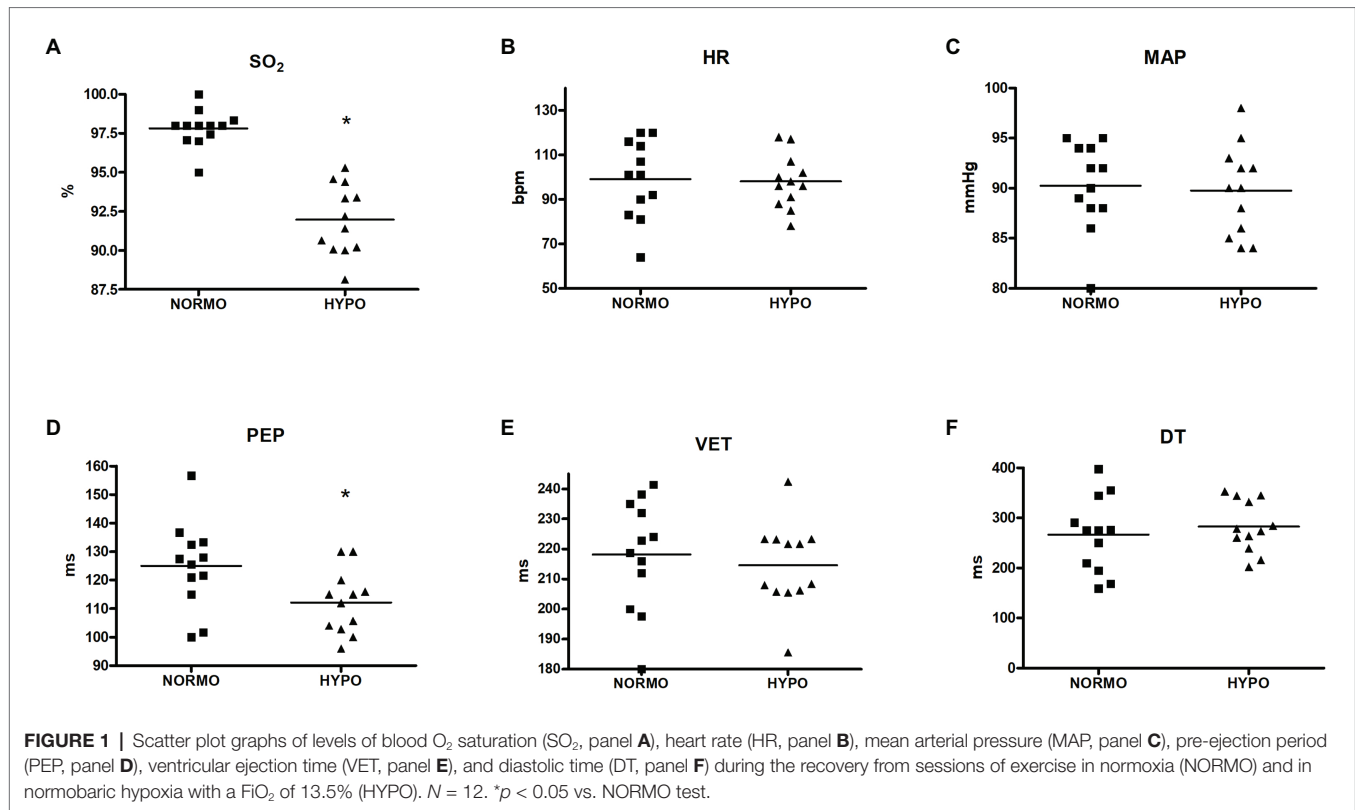 A
SO₂
100.0
97.5
95.0
92.5
90.0
87.5
%
*
NORMO
HYPO
B
HR
130
110
90
70
50
bpm
NORMO
HYPO
C
MAP
100
95
90
85
80
mmHg
NORMO
HYPO
D
PEP
160
150
140
130
120
110
100
90
ms
*
NORMO
HYPO
E
VET
240
230
220
210
200
190
180
ms
NORMO
HYPO
F
DT
400
300
200
100
0
ms
NORMO
HYPO
FIGURE 1 | Scatter plot graphs of levels of blood O₂ saturation (SO₂, panel A), heart rate (HR, panel B), mean arterial pressure (MAP, panel C), pre-ejection period
(PEP, panel D), ventricular ejection time (VET, panel E), and diastolic time (DT, panel F) during the recovery from sessions of exercise in normoxia (NORMO) and in
normobaric hypoxia with a FiO₂ of 13.5% (HYPO). N = 12. *p < 0.05 vs. NORMO test.